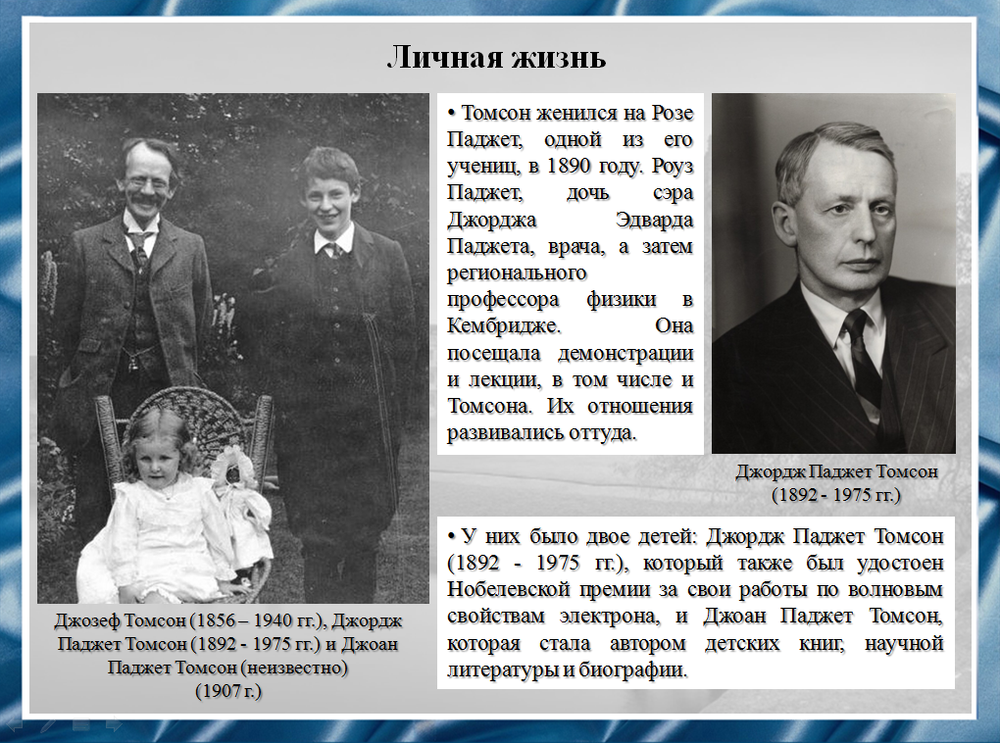 Личная жизнь
• Томсон женился на Розе
Паджет, одной из его
учениц, в 1890 году. Роуз
Паджет, дочь сэра
Джорджа Эдварда
Паджета, врача, а затем
регионального
профессора физики в
Кембридже. Она
посещала демонстрации
и лекции, в том числе и
Томсона. Их отношения
развивались оттуда.
Джордж Паджет Томсон
(1892 - 1975 гг.)
• У них было двое детей: Джордж Паджет Томсон
(1892 - 1975 гг.), который также был удостоен
Нобелевской премии за свои работы по волновым
свойствам электрона, и Джоан Паджет Томсон,
которая стала автором детских книг, научной
литературы и биографии.
Джозеф Томсон (1856 – 1940 гг.), Джордж
Паджет Томсон (1892 - 1975 гг.) и Джоан
Паджет Томсон (неизвестно)
(1907 г.)